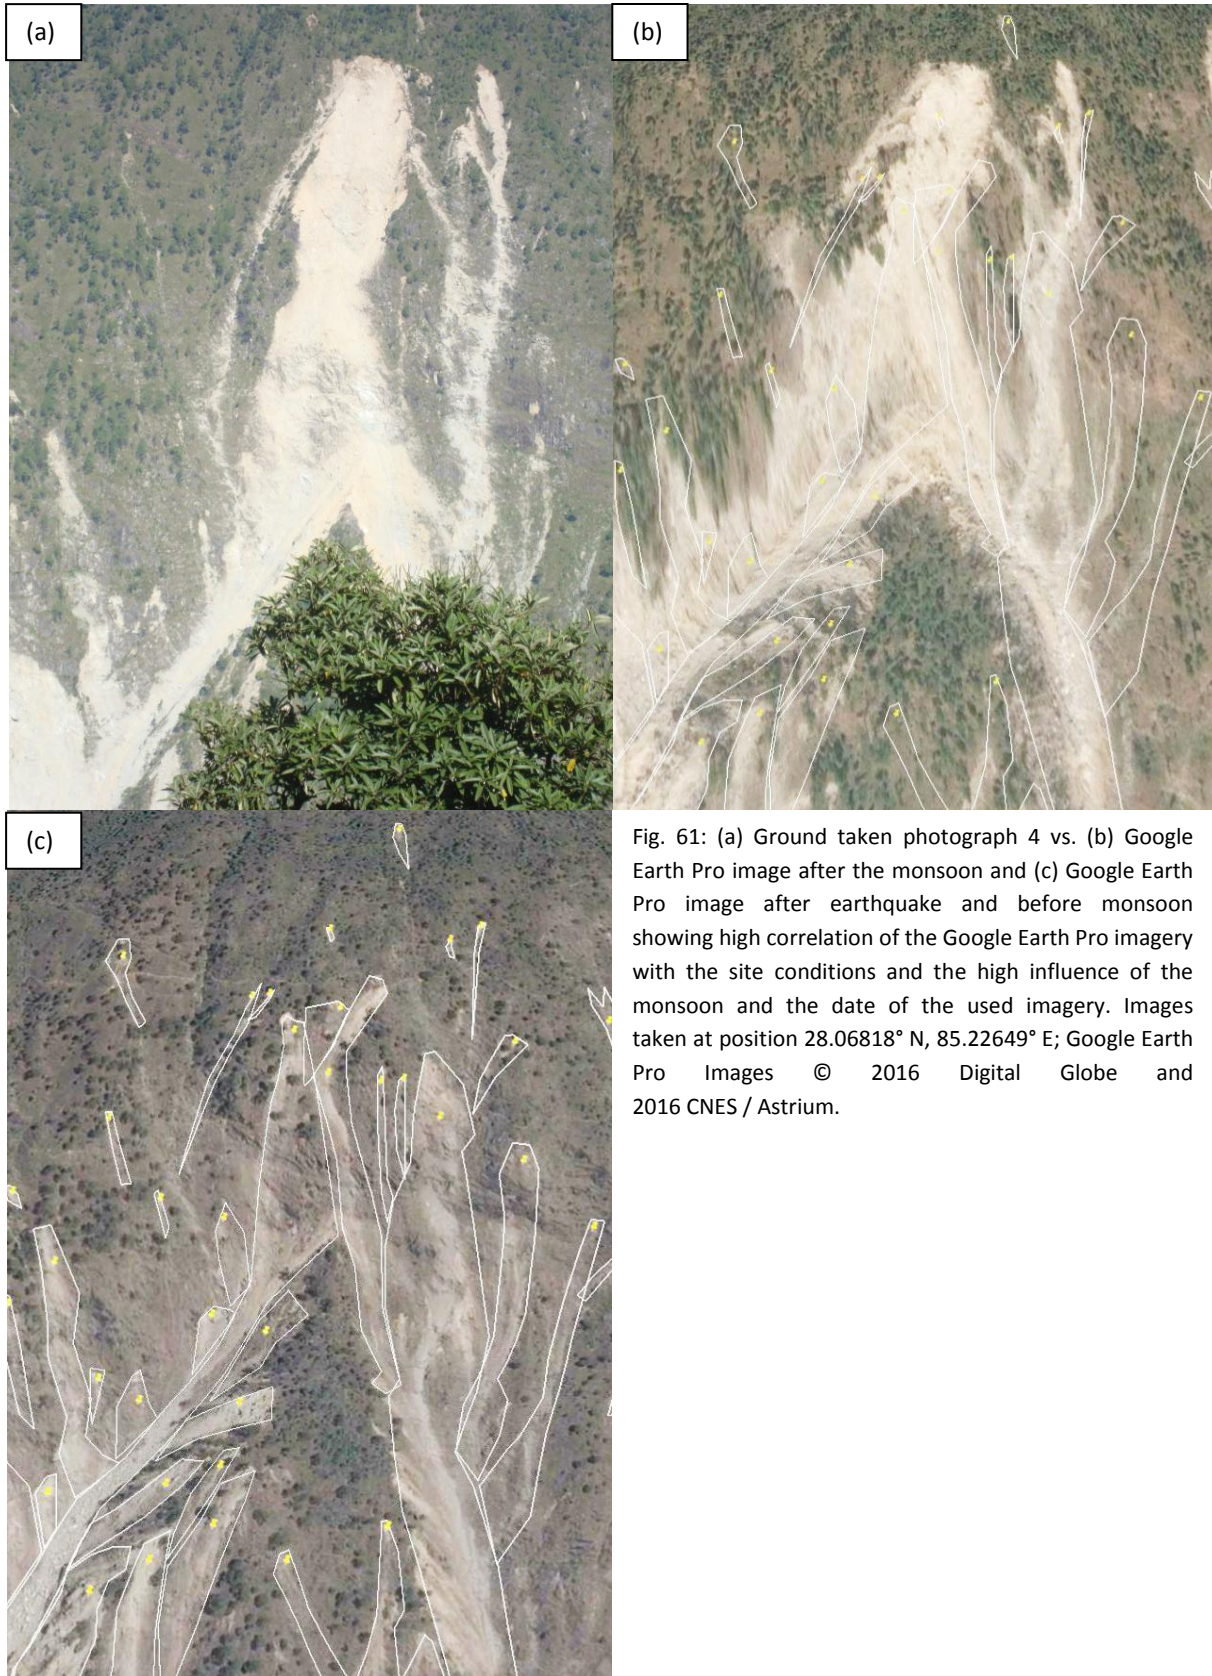 (a)
(b)
(c)
Fig. 61: (a) Ground taken photograph 4 vs. (b) Google
Earth Pro image after the monsoon and (c) Google Earth
Pro image after earthquake and before monsoon
showing high correlation of the Google Earth Pro imagery
with the site conditions and the high influence of the
monsoon and the date of the used imagery. Images
taken at position 28.06818° N, 85.22649° E; Google Earth
Pro Images © 2016 Digital Globe and
2016 CNES / Astrium.